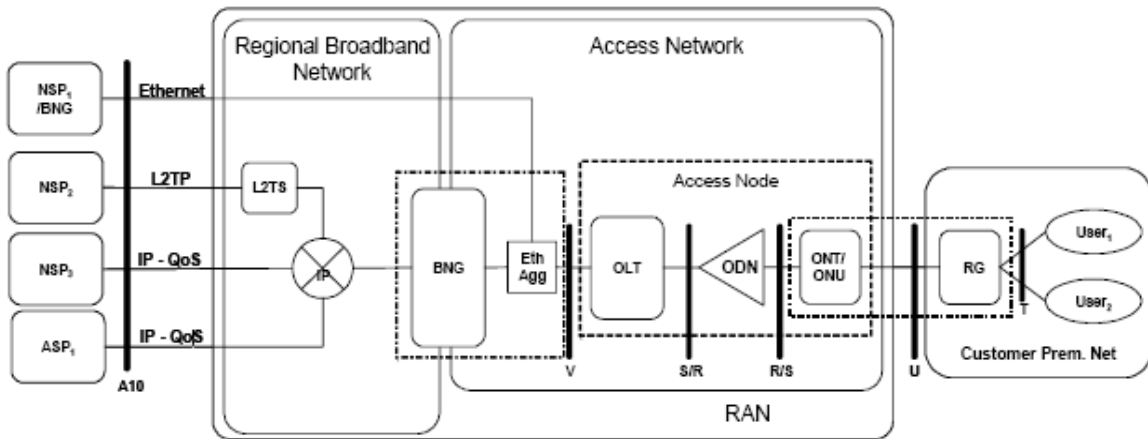 Regional Broadband
Network
Access Network
NSP₁
/BNG
Ethernet
NSP₂
L2TP
L2TS
Access Node
NSP₃
IP - QoS
IP
BNG
Eth
Agg
OLT
ODN
ONT/
ONU
RG
User₁
User₂
T
ASP₁
IP - QoS
Customer Prem. Net
A10
V
S/R
R/S
U
RAN